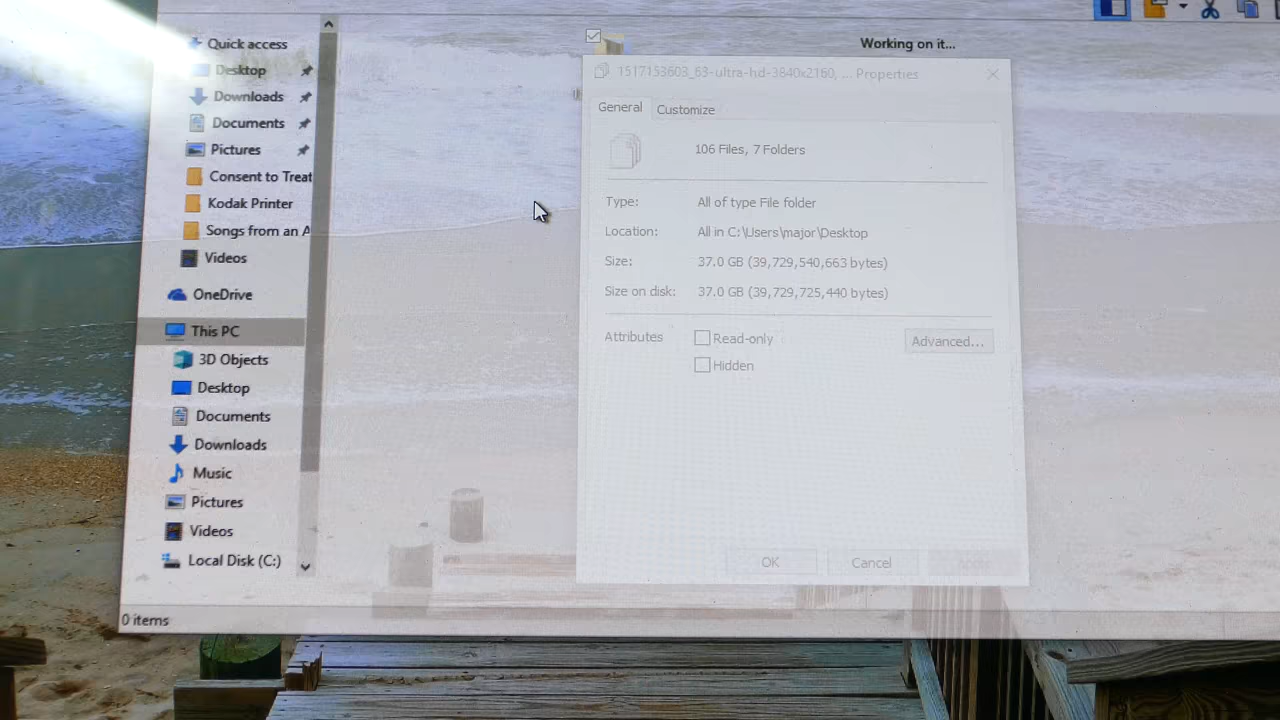 Quick access
Desktop
Downloads
Documents
Pictures
Consent to Treat
Kodak Printer
Songs from an A
Videos
OneDrive
This PC
3D Objects
Desktop
Documents
Downloads
Music
Pictures
Videos
Local Disk (C:)
0 items
Working on it...
1517153603_63-ultra-hd-3840x2160, ... Properties
General
Customize
106 Files, 7 Folders
Type: All of type File folder
Location: All in C:\Users\major\Desktop
Size: 37.0 GB (39,729,540,663 bytes)
Size on disk: 37.0 GB (39,729,725,440 bytes)
Attributes Read-only Advanced...
Hidden
OK Cancel